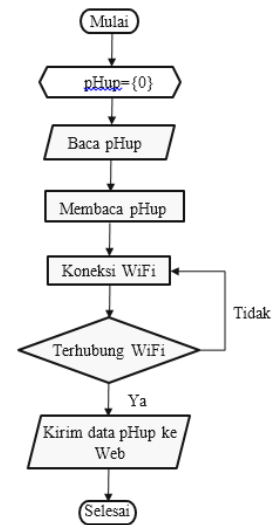 Mulai
pHup={0}
Baca pHup
Membaca pHup
Koneksi WiFi
Tidak
Terhubung WiFi
Ya
Kirim data pHup ke
Web
Selesai